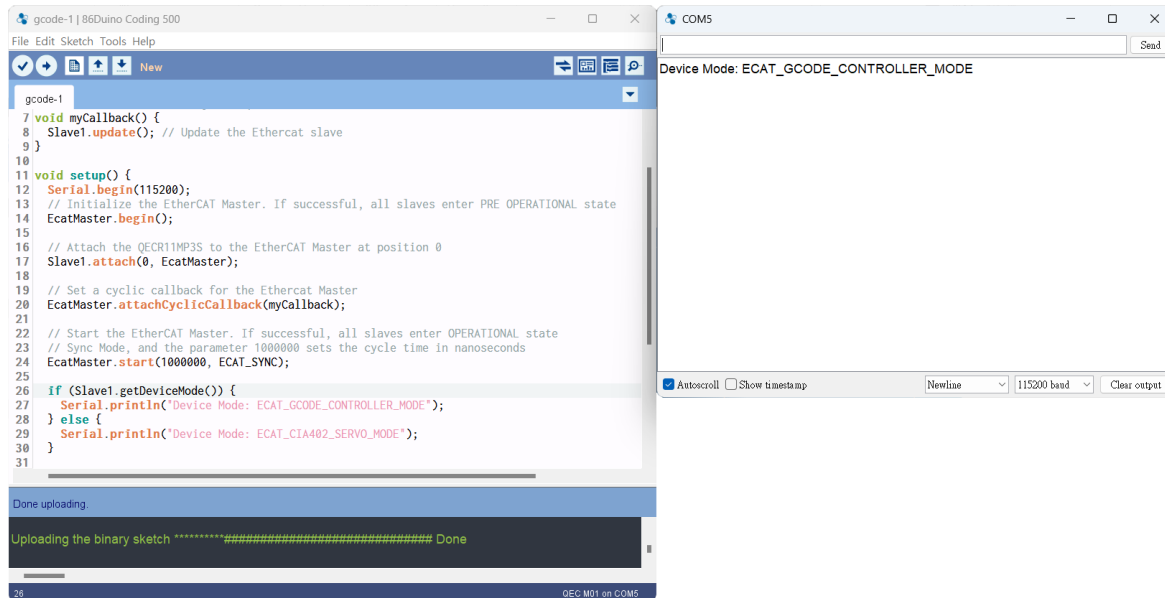 gcode-1 | 86Duino Coding 500
File Edit Sketch Tools Help
New
gcode-1
7 void myCallback() {
8 Slave1.update(); // Update the Ethercat slave
9 }
10
11 void setup() {
12 Serial.begin(115200);
13 // Initialize the EtherCAT Master. If successful, all slaves enter PRE OPERATIONAL state
14 EcatMaster.begin();
15
16 // Attach the QECR11MP3S to the EtherCAT Master at position 0
17 Slave1.attach(0, EcatMaster);
18
19 // Set a cyclic callback for the Ethercat Master
20 EcatMaster.attachCyclicCallback(myCallback);
21
22 // Start the EtherCAT Master. If successful, all slaves enter OPERATIONAL state
23 // Sync Mode, and the parameter 1000000 sets the cycle time in nanoseconds
24 EcatMaster.start(1000000, ECAT_SYNC);
25
26 if (Slave1.getDeviceMode()) {
27 Serial.println("Device Mode: ECAT_GCODE_CONTROLLER_MODE");
28 } else {
29 Serial.println("Device Mode: ECAT_CIA402_SERVO_MODE");
30 }
31
Done uploading.
Uploading the binary sketch **********############################# Done
26
QEC M01 on COM5
COM5
Send
Device Mode: ECAT_GCODE_CONTROLLER_MODE
Autoscroll Show timestamp
Newline
115200 baud
Clear output